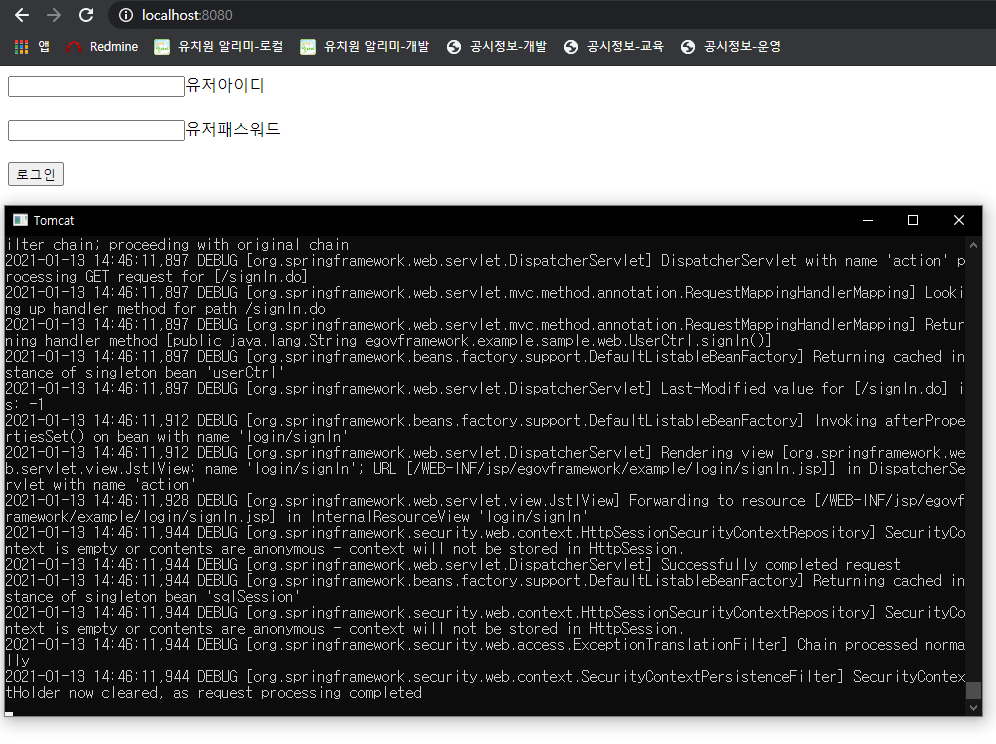 localhost:8080
앱 Redmine 유치원 알리미-로컬 유치원 알리미-개발 공시정보-개발 공시정보-교육 공시정보-운영
유저아이디
유저패스워드
로그인
Tomcat
ilter chain; proceeding with original chain
2021-01-13 14:46:11,897 DEBUG [org.springframework.web.servlet.DispatcherServlet] DispatcherServlet with name 'action' p
rocessing GET request for [/signIn.do]
2021-01-13 14:46:11,897 DEBUG [org.springframework.web.servlet.mvc.method.annotation.RequestMappingHandlerMapping] Looki
ng up handler method for path /signIn.do
2021-01-13 14:46:11,897 DEBUG [org.springframework.web.servlet.mvc.method.annotation.RequestMappingHandlerMapping] Retur
ning handler method [public java.lang.String egovframework.example.sample.web.UserCtrl.signIn()]
2021-01-13 14:46:11,897 DEBUG [org.springframework.beans.factory.support.DefaultListableBeanFactory] Returning cached in
stance of singleton bean 'userCtrl'
2021-01-13 14:46:11,897 DEBUG [org.springframework.web.servlet.DispatcherServlet] Last-Modified value for [/signIn.do] i
s: -1
2021-01-13 14:46:11,912 DEBUG [org.springframework.beans.factory.support.DefaultListableBeanFactory] Invoking afterPrope
rtiesSet() on bean with name 'login/signIn'
2021-01-13 14:46:11,912 DEBUG [org.springframework.web.servlet.DispatcherServlet] Rendering view [org.springframework.we
b.servlet.view.JstlView: name 'login/signIn'; URL [/WEB-INF/jsp/egovframework/example/login/signIn.jsp]] in DispatcherSe
rvlet with name 'action'
2021-01-13 14:46:11,928 DEBUG [org.springframework.web.servlet.view.JstlView] Forwarding to resource [/WEB-INF/jsp/egovf
ramework/example/login/signIn.jsp] in InternalResourceView 'login/signIn'
2021-01-13 14:46:11,944 DEBUG [org.springframework.security.web.context.HttpSessionSecurityContextRepository] SecurityCo
ntext is empty or contents are anonymous - context will not be stored in HttpSession.
2021-01-13 14:46:11,944 DEBUG [org.springframework.web.servlet.DispatcherServlet] Successfully completed request
2021-01-13 14:46:11,944 DEBUG [org.springframework.beans.factory.support.DefaultListableBeanFactory] Returning cached in
stance of singleton bean 'sqlSession'
2021-01-13 14:46:11,944 DEBUG [org.springframework.security.web.context.HttpSessionSecurityContextRepository] SecurityCo
ntext is empty or contents are anonymous - context will not be stored in HttpSession.
2021-01-13 14:46:11,944 DEBUG [org.springframework.security.web.access.ExceptionTranslationFilter] Chain processed norma
lly
2021-01-13 14:46:11,944 DEBUG [org.springframework.security.web.context.SecurityContextPersistenceFilter] SecurityContex
tHolder now cleared, as request processing completed